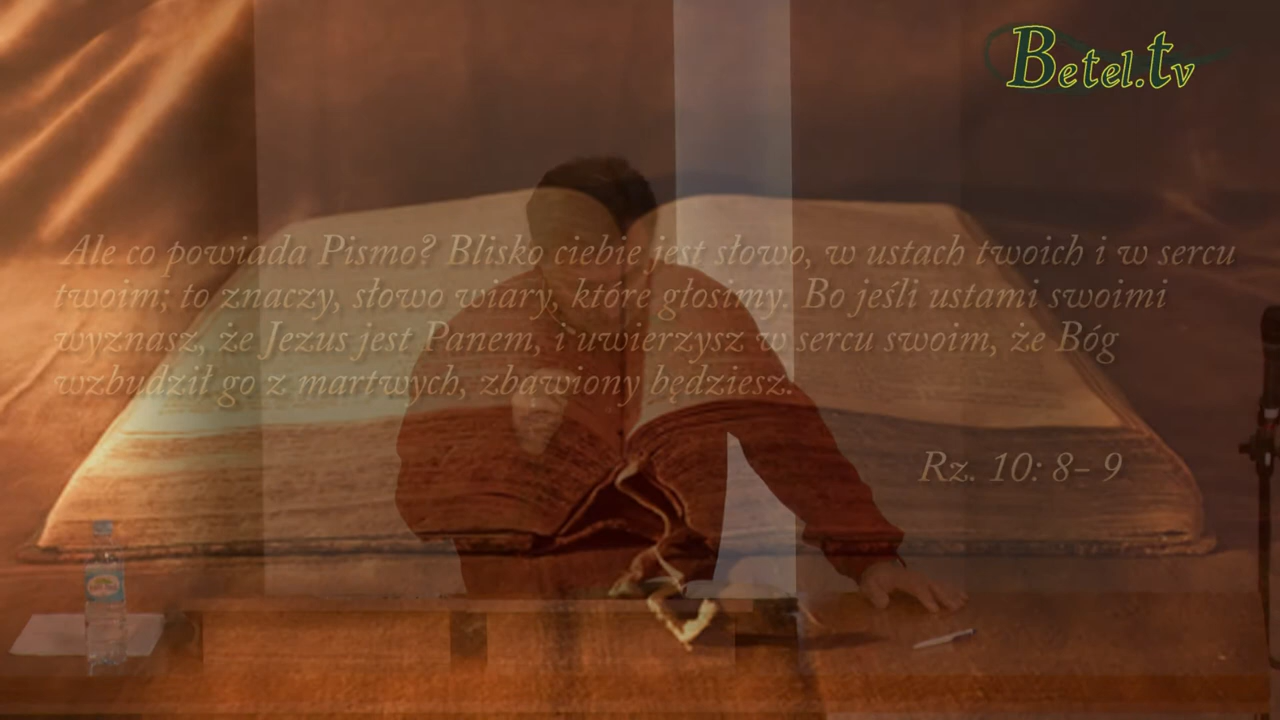 Betel.tv
Ale co powiada Pismo? Blisko ciebie jest słowo, w ustach twoich i w sercu
twoim; to znaczy, słowo wiary, które głosimy. Bo jeśli ustami swoimi
wyznasz, że Jezus jest Panem, i uwierzysz w sercu swoim, że Bóg
wzbudził go z martwych, zbawiony będziesz.
Rz. 10: 8- 9